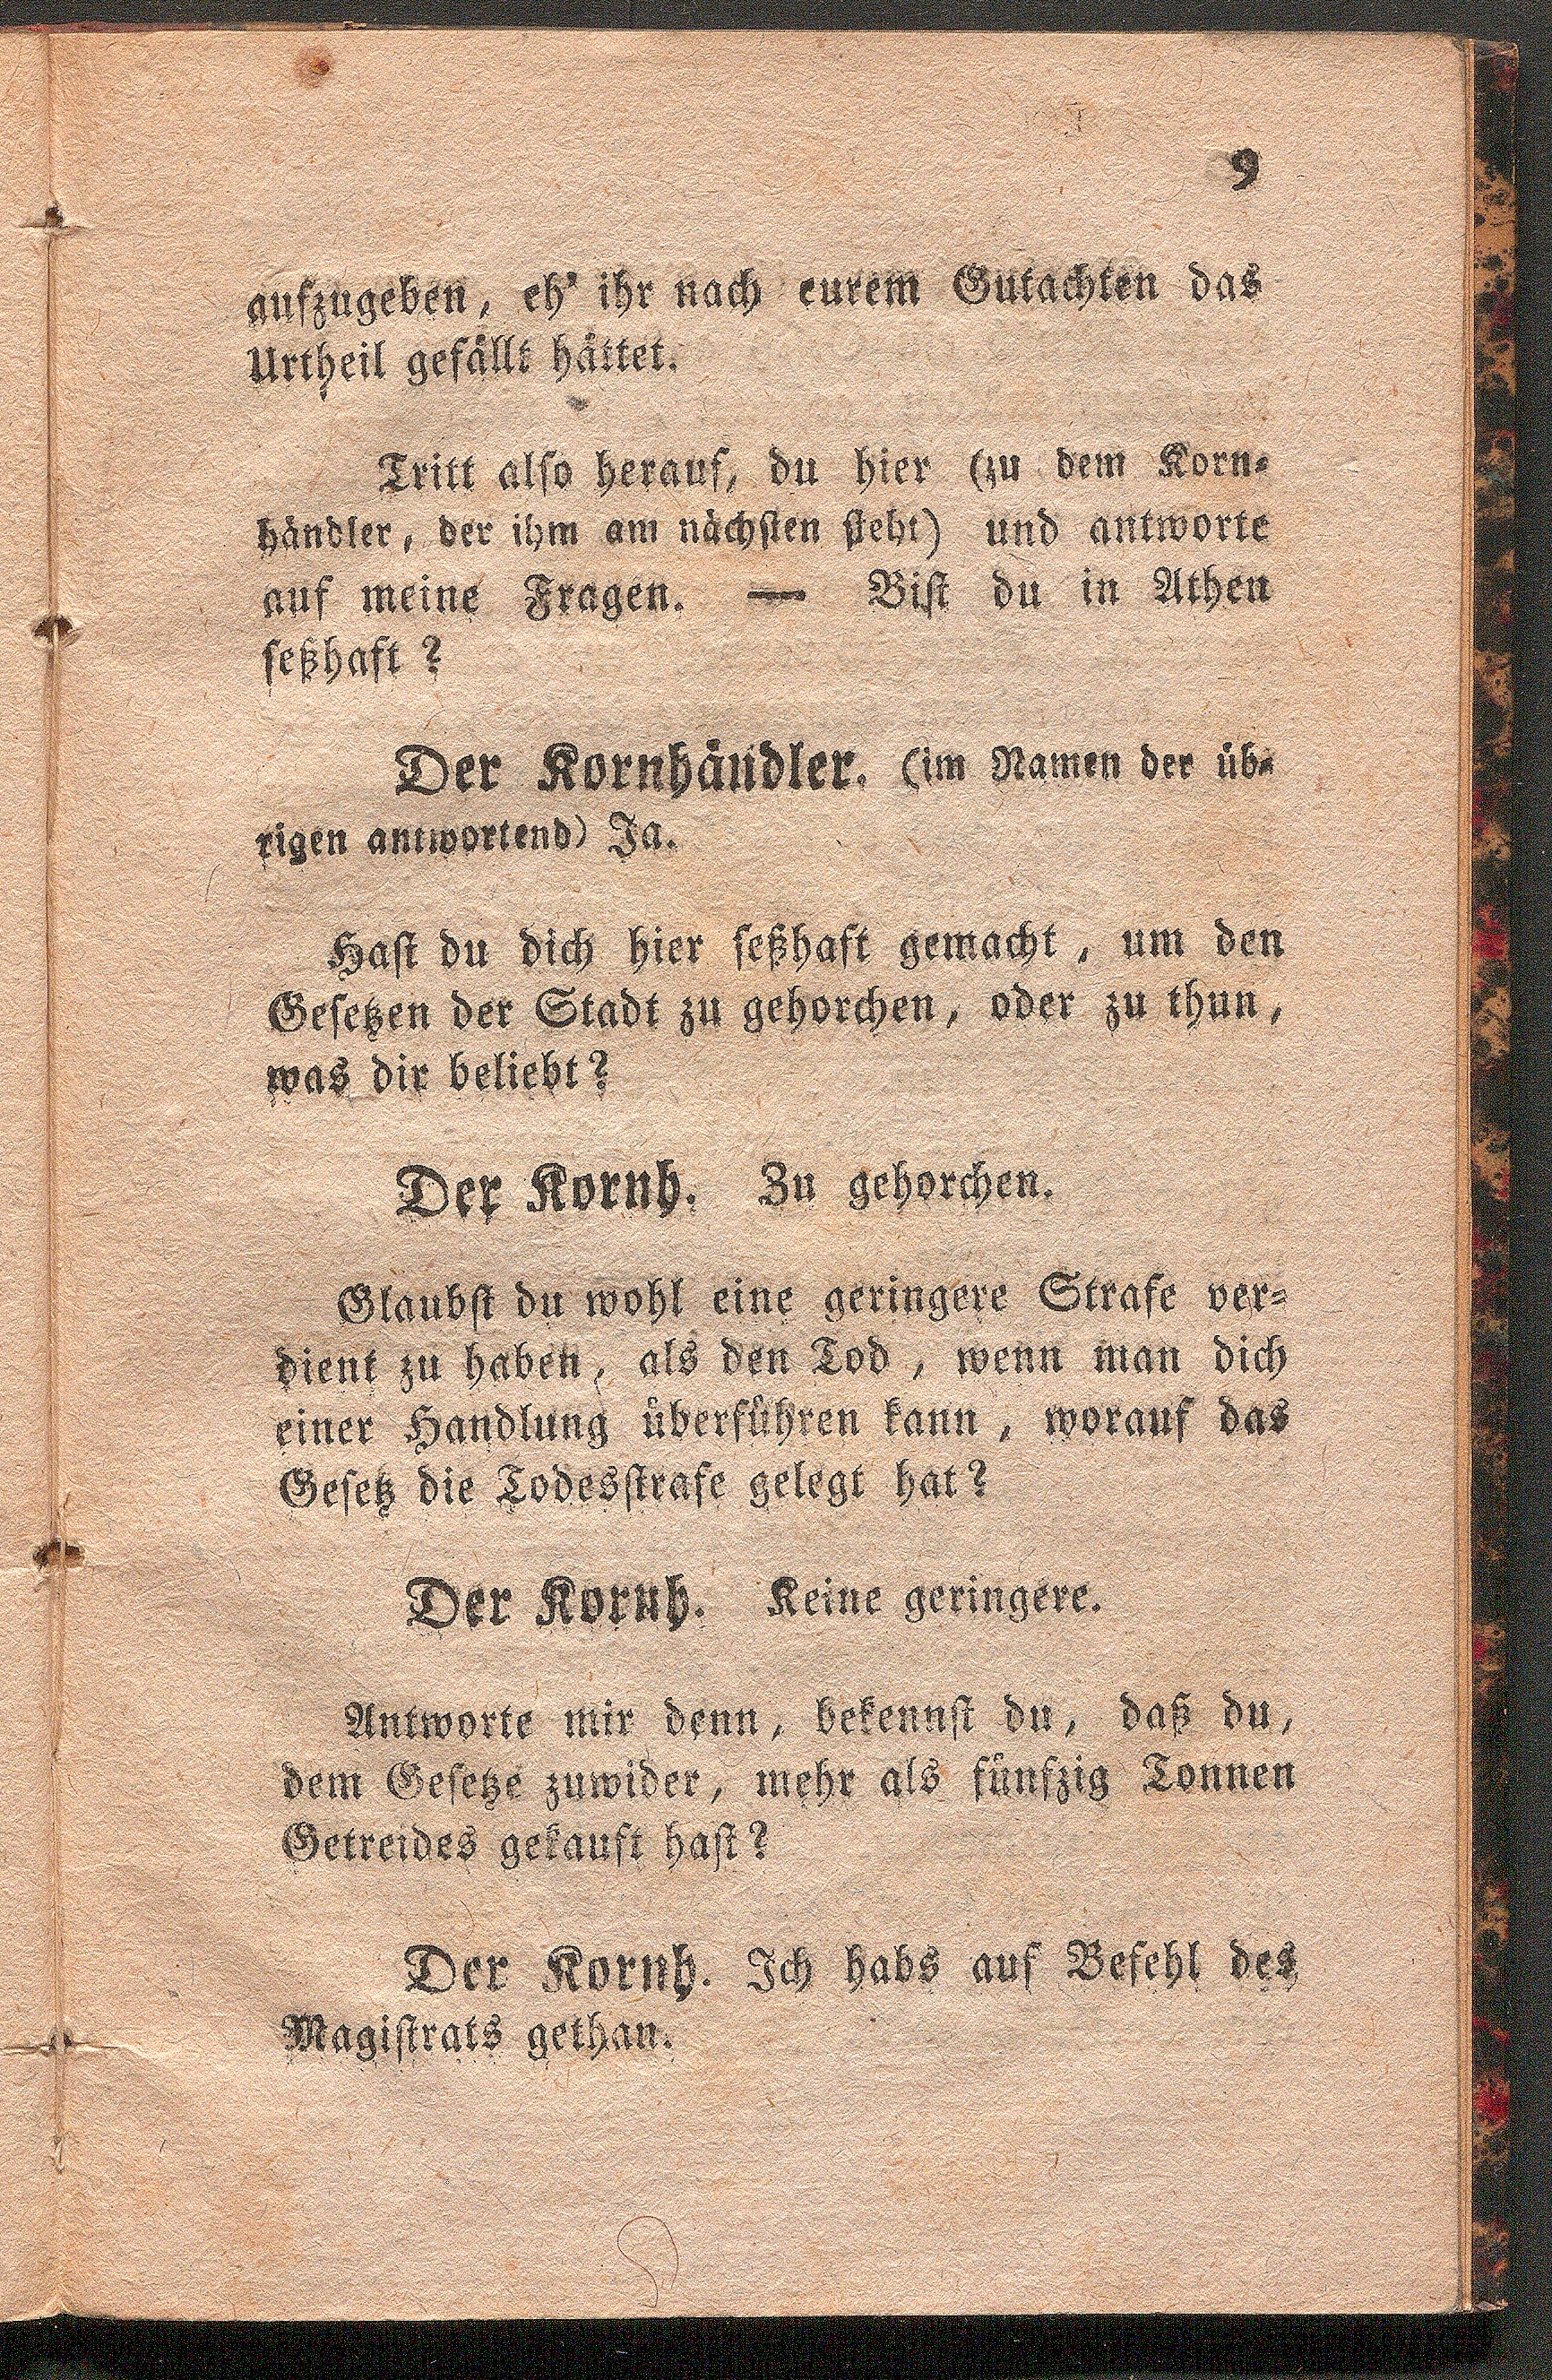 9
aufzugeben, eh' ihr nach eurem Gutachten das
Urtheil gefällt hättet.
Tritt also herauf, du hier (zu dem Korn-
händler, der ihm am nächsten steht) und antworte
auf meine Fragen. — Bist du in Athen
seßhaft?
Der Kornhändler. (im Namen der üb-
rigen antwortend) Ja.
Hast du dich hier seßhaft gemacht, um den
Gesetzen der Stadt zu gehorchen, oder zu thun,
was dir beliebt?
Der Kornh. Zu gehorchen.
Glaubst du wohl eine geringere Strafe ver-
dient zu haben, als den Tod, wenn man dich
einer Handlung überführen kann, worauf das
Gesetz die Todesstrafe gelegt hat?
Der Kornh. Keine geringere.
Antworte mir denn, bekennst du, daß du,
dem Gesetze zuwider, mehr als fünfzig Tonnen
Getreides gekauft hast?
Der Kornh. Ich habs auf Befehl des
Magistrats gethan.